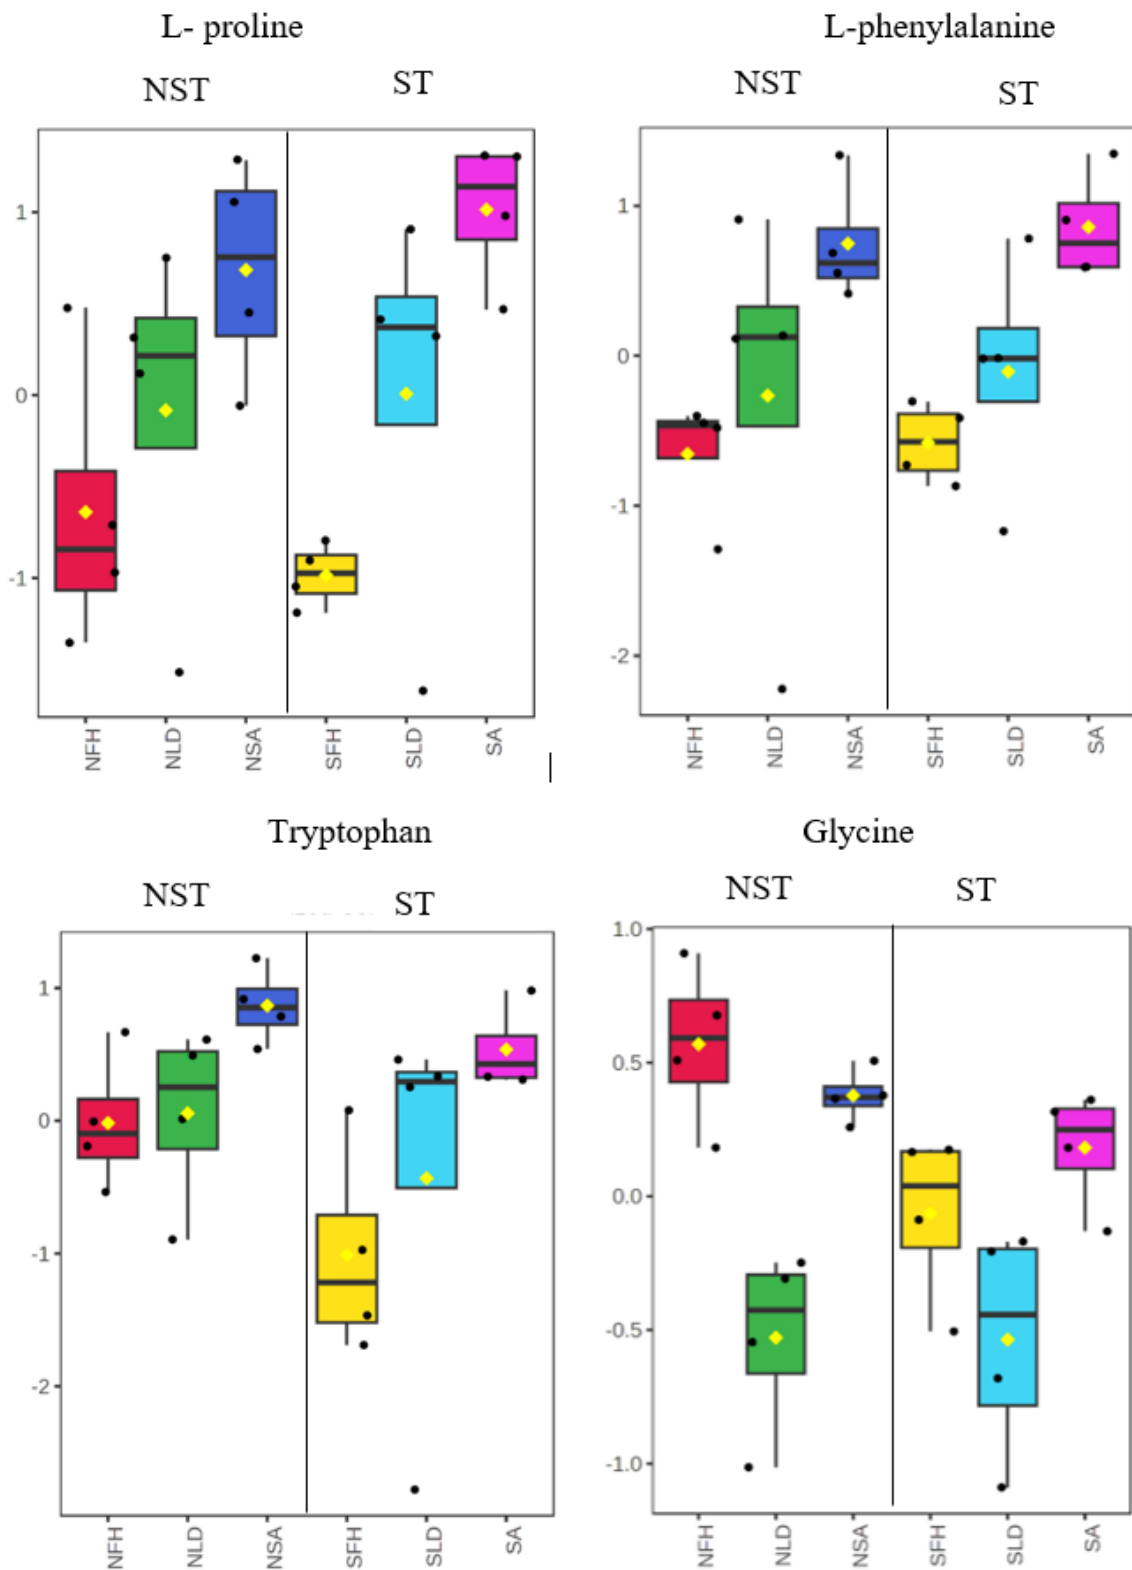 L- proline
L-phenylalanine
NST
ST
NST
ST
1
0
-1
NFH
NLD
NSA
SFH
SLD
SA
1
0
-1
-2
NFH
NLD
NSA
SFH
SLD
SA
Tryptophan
Glycine
NST
ST
NST
ST
1
0
-1
-2
NFH
NLD
NSA
SFH
SLD
SA
1.0
0.5
0.0
-0.5
-1.0
NFH
NLD
NSA
SFH
SLD
SA